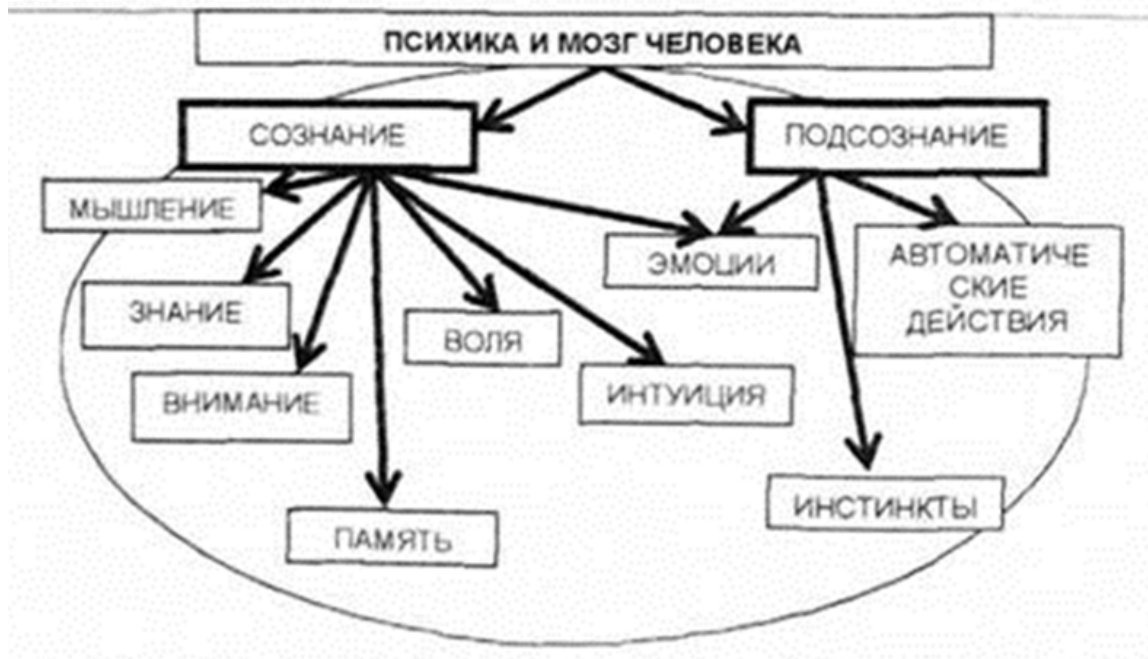 ПСИХИКА И МОЗГ ЧЕЛОВЕКА
СОЗНАНИЕ
ПОДСОЗНАНИЕ
МЫШЛЕНИЕ
ЭМОЦИИ
АВТОМАТИЧЕ
СКИЕ
ДЕЙСТВИЯ
ЗНАНИЕ
ВОЛЯ
ВНИМАНИЕ
ИНТУИЦИЯ
ИНСТИНКТЫ
ПАМЯТЬ